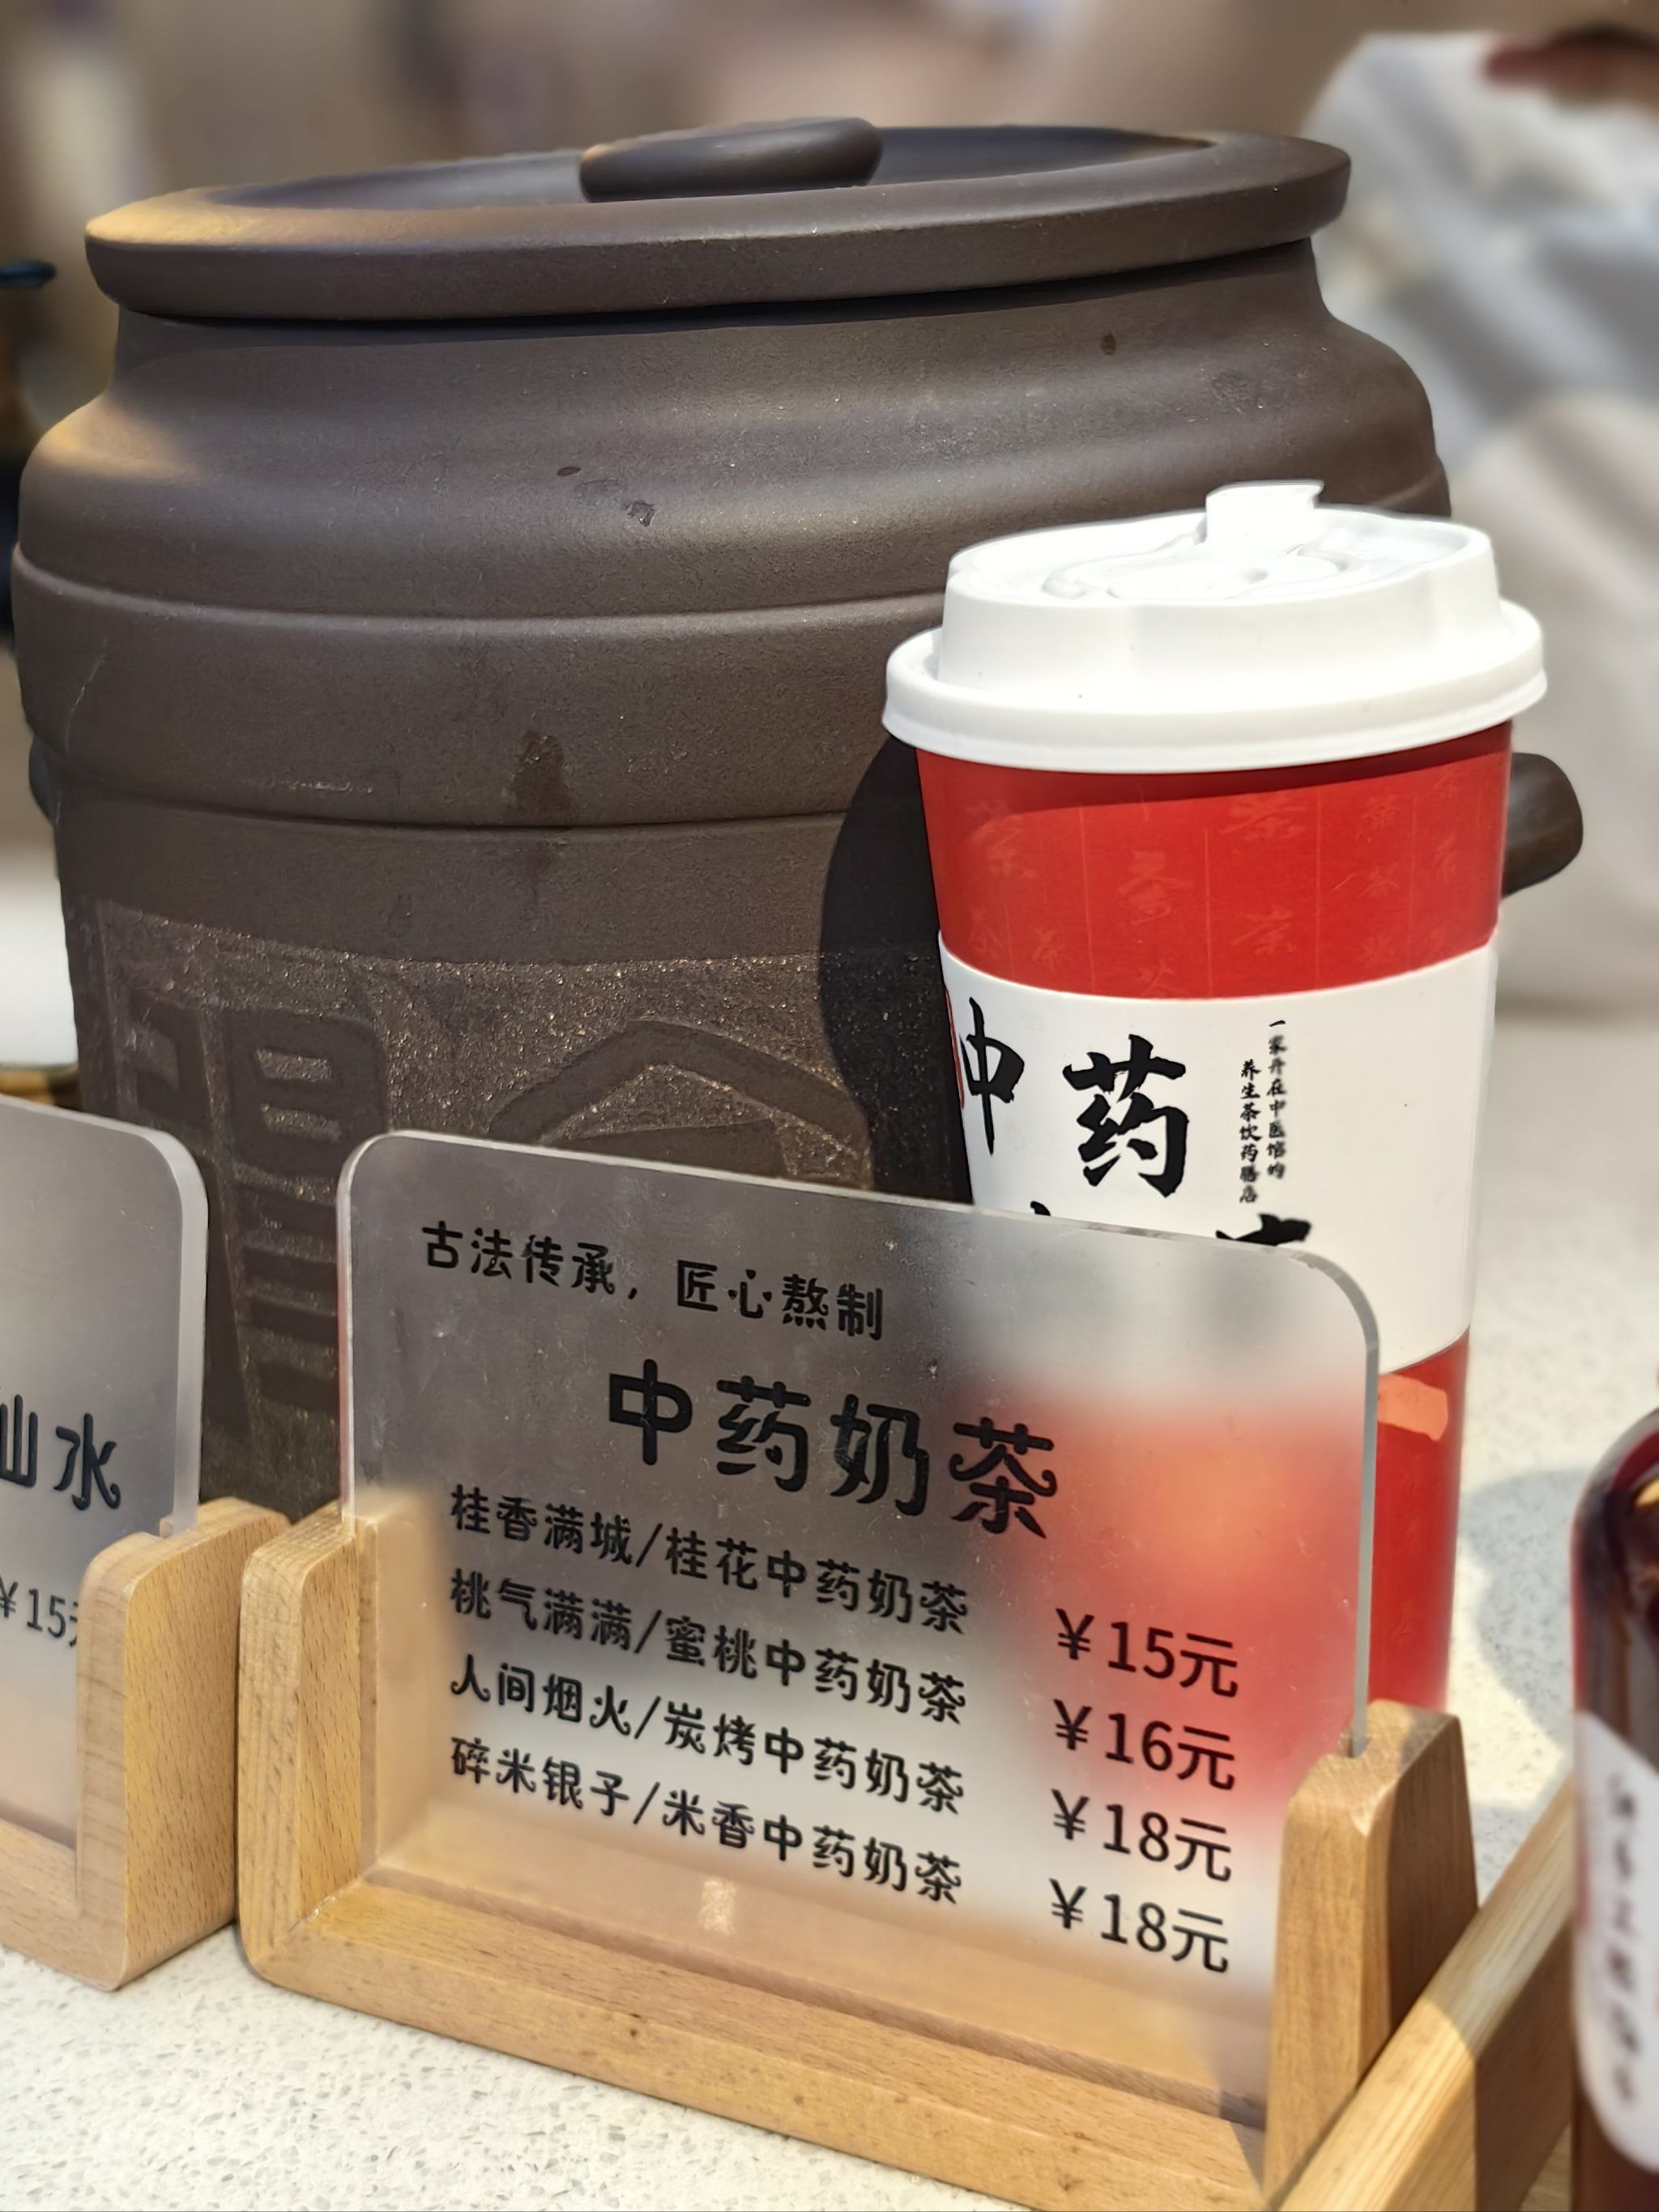 中药
一家开在中医馆的
养生茶饮药膳店
古法传承，匠心熬制
中药奶茶
桂香满城/桂花中药奶茶 ￥15元
桃气满满/蜜桃中药奶茶 ￥16元
人间烟火/炭烤中药奶茶 ￥18元
碎米银子/米香中药奶茶 ￥18元
仙水
￥15元